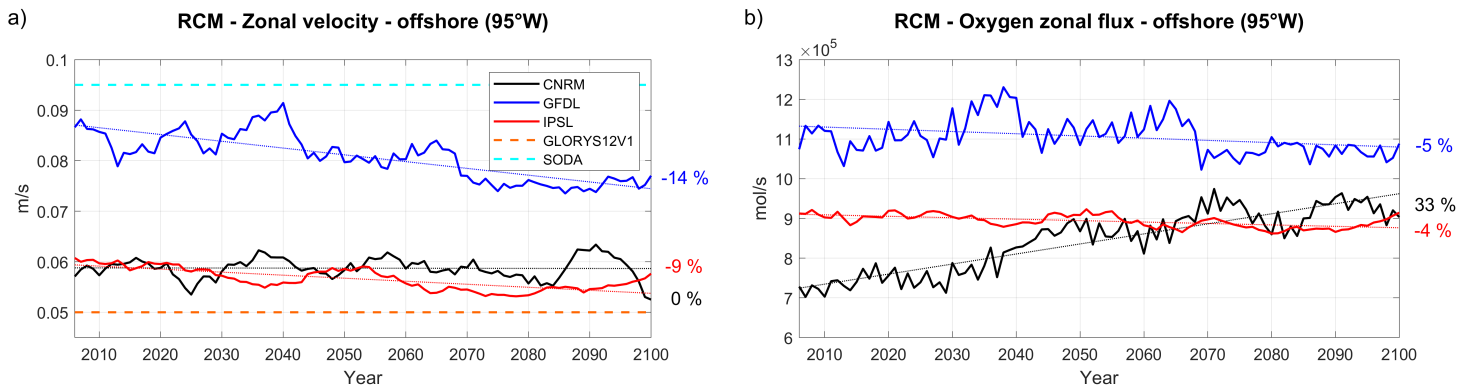 a)
RCM - Zonal velocity - offshore (95°W)
0.1
0.09
0.08
0.07
0.06
0.05
m/s
CNRM
GFDL
IPSL
GLORYS12V1
SODA
-14 %
-9 %
0 %
2010 2020 2030 2040 2050 2060 2070 2080 2090 2100
Year
b)
RCM - Oxygen zonal flux - offshore (95°W)
×10⁵
13
12
11
10
9
8
7
6
mol/s
-5 %
33 %
-4 %
2010 2020 2030 2040 2050 2060 2070 2080 2090 2100
Year